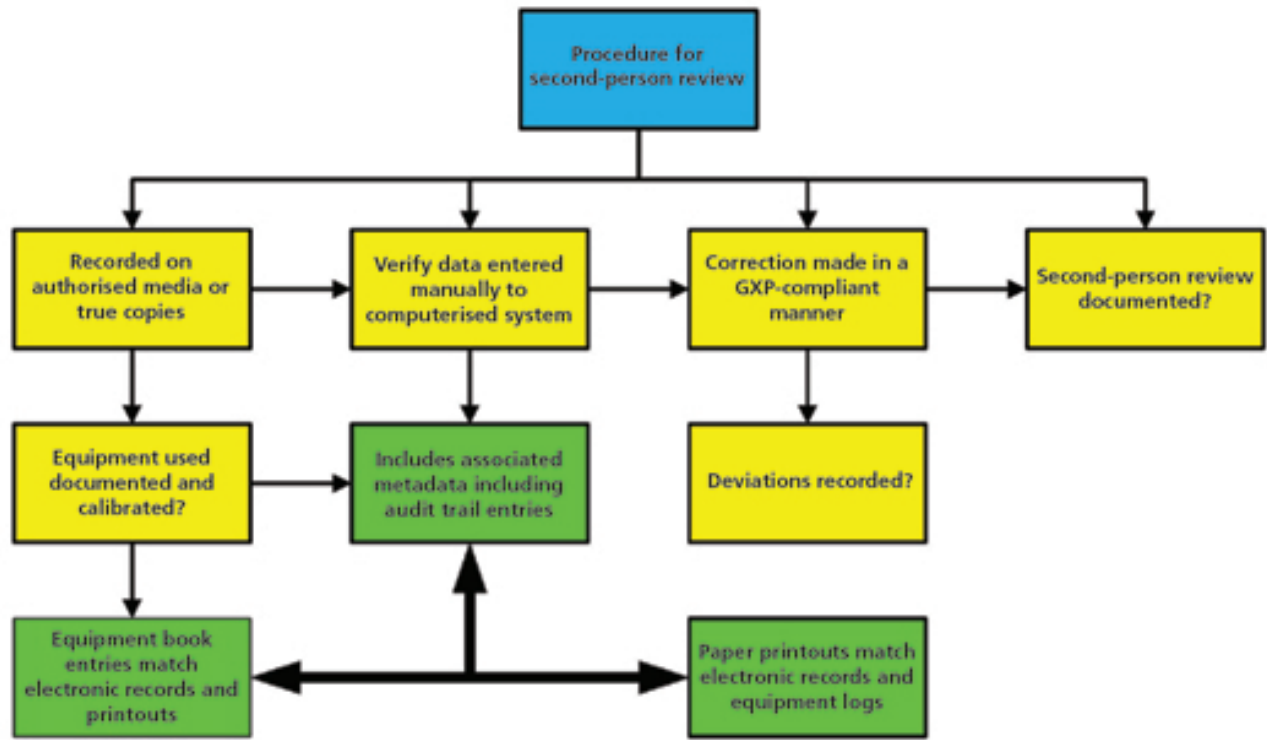 Procedure for
second-person review
Recorded on
authorised media or
true copies
Verify data entered
manually to
computerised system
Correction made in a
GXP-compliant
manner
Second-person review
documented?
Equipment used
documented and
calibrated?
Includes associated
metadata including
audit trail entries
Deviations recorded?
Equipment book
entries match
electronic records and
printouts
Paper printouts match
electronic records and
equipment logs